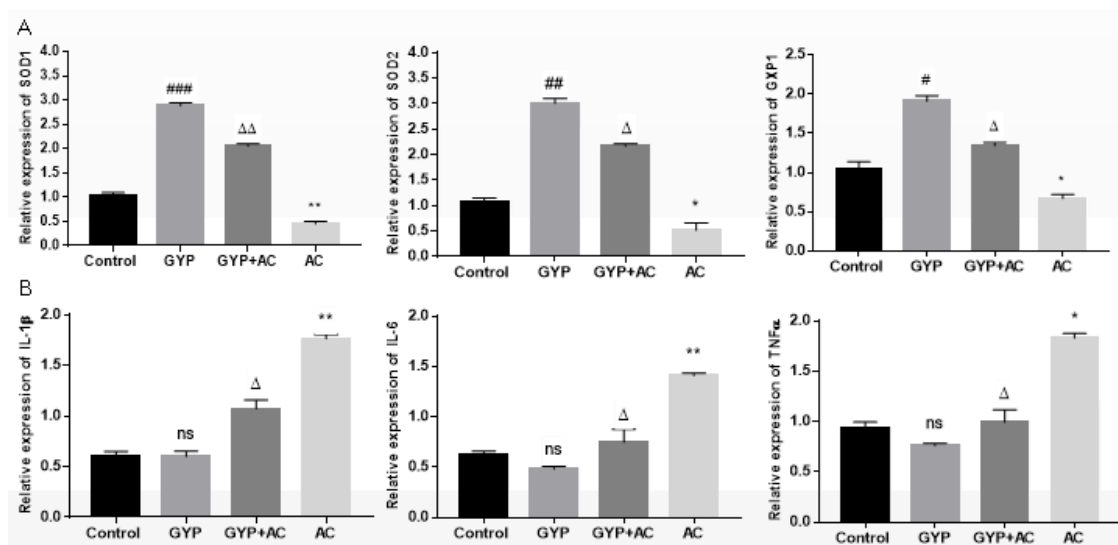 A
Relative expression of SOD1
4.0
3.5
3.0
2.5
2.0
1.5
1.0
0.5
0.0
###
ΔΔ
**
Control GYP GYP+AC AC
Relative expression of SOD2
4.0
3.5
3.0
2.5
2.0
1.5
1.0
0.5
0.0
##
Δ
*
Control GYP GYP+AC AC
Relative expression of GXP1
2.5
2.0
1.5
1.0
0.5
0.0
#
Δ
*
Control GYP GYP+AC AC
B
Relative expression of IL-1β
2.0
1.5
1.0
0.5
0.0
ns
Δ
**
Control GYP GYP+AC AC
Relative expression of IL-6
2.0
1.5
1.0
0.5
0.0
ns
Δ
**
Control GYP GYP+AC AC
Relative expression of TNFα
2.0
1.5
1.0
0.5
0.0
ns
Δ
*
Control GYP GYP+AC AC